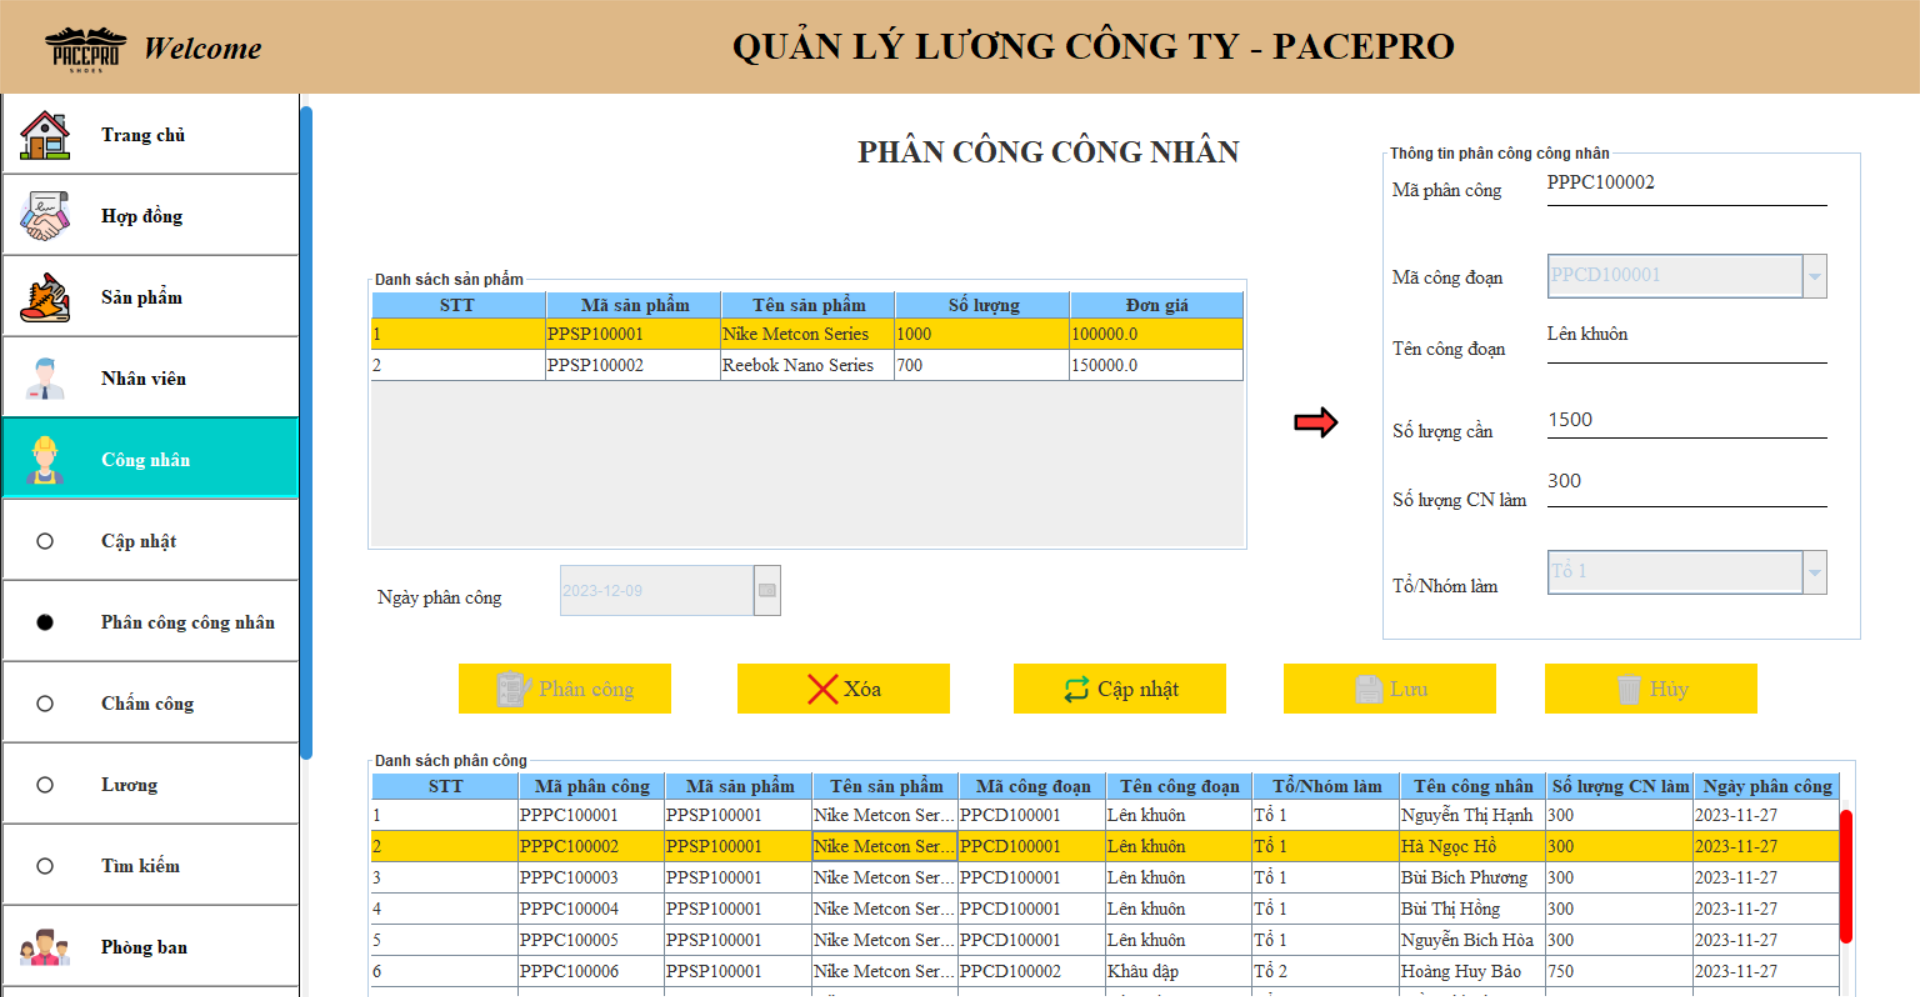 PACEPRO
SHOES
Welcome
QUẢN LÝ LƯƠNG CÔNG TY - PACEPRO
Trang chủ
Hợp đồng
Sản phẩm
Nhân viên
Công nhân
Cập nhật
Phân công công nhân
Chấm công
Lương
Tìm kiếm
Phòng ban
PHÂN CÔNG CÔNG NHÂN
Danh sách sản phẩm
STT Mã sản phẩm Tên sản phẩm Số lượng Đơn giá
1 PPSP100001 Nike Metcon Series 1000 100000.0
2 PPSP100002 Reebok Nano Series 700 150000.0
Ngày phân công 2023-12-09
Thông tin phân công công nhân
Mã phân công PPPC100002
Mã công đoạn PPCD100001
Tên công đoạn Lên khuôn
Số lượng cần 1500
Số lượng CN làm 300
Tổ/Nhóm làm Tổ 1
Phân công Xóa Cập nhật Lưu Hủy
Danh sách phân công
STT Mã phân công Mã sản phẩm Tên sản phẩm Mã công đoạn Tên công đoạn Tổ/Nhóm làm Tên công nhân Số lượng CN làm Ngày phân công
1 PPPC100001 PPSP100001 Nike Metcon Ser... PPCD100001 Lên khuôn Tổ 1 Nguyễn Thị Hạnh 300 2023-11-27
2 PPPC100002 PPSP100001 Nike Metcon Ser... PPCD100001 Lên khuôn Tổ 1 Hà Ngọc Hồ 300 2023-11-27
3 PPPC100003 PPSP100001 Nike Metcon Ser... PPCD100001 Lên khuôn Tổ 1 Bùi Bich Phương 300 2023-11-27
4 PPPC100004 PPSP100001 Nike Metcon Ser... PPCD100001 Lên khuôn Tổ 1 Bùi Thị Hồng 300 2023-11-27
5 PPPC100005 PPSP100001 Nike Metcon Ser... PPCD100001 Lên khuôn Tổ 1 Nguyễn Bich Hòa 300 2023-11-27
6 PPPC100006 PPSP100001 Nike Metcon Ser... PPCD100002 Khâu dập Tổ 2 Hoàng Huy Bảo 750 2023-11-27